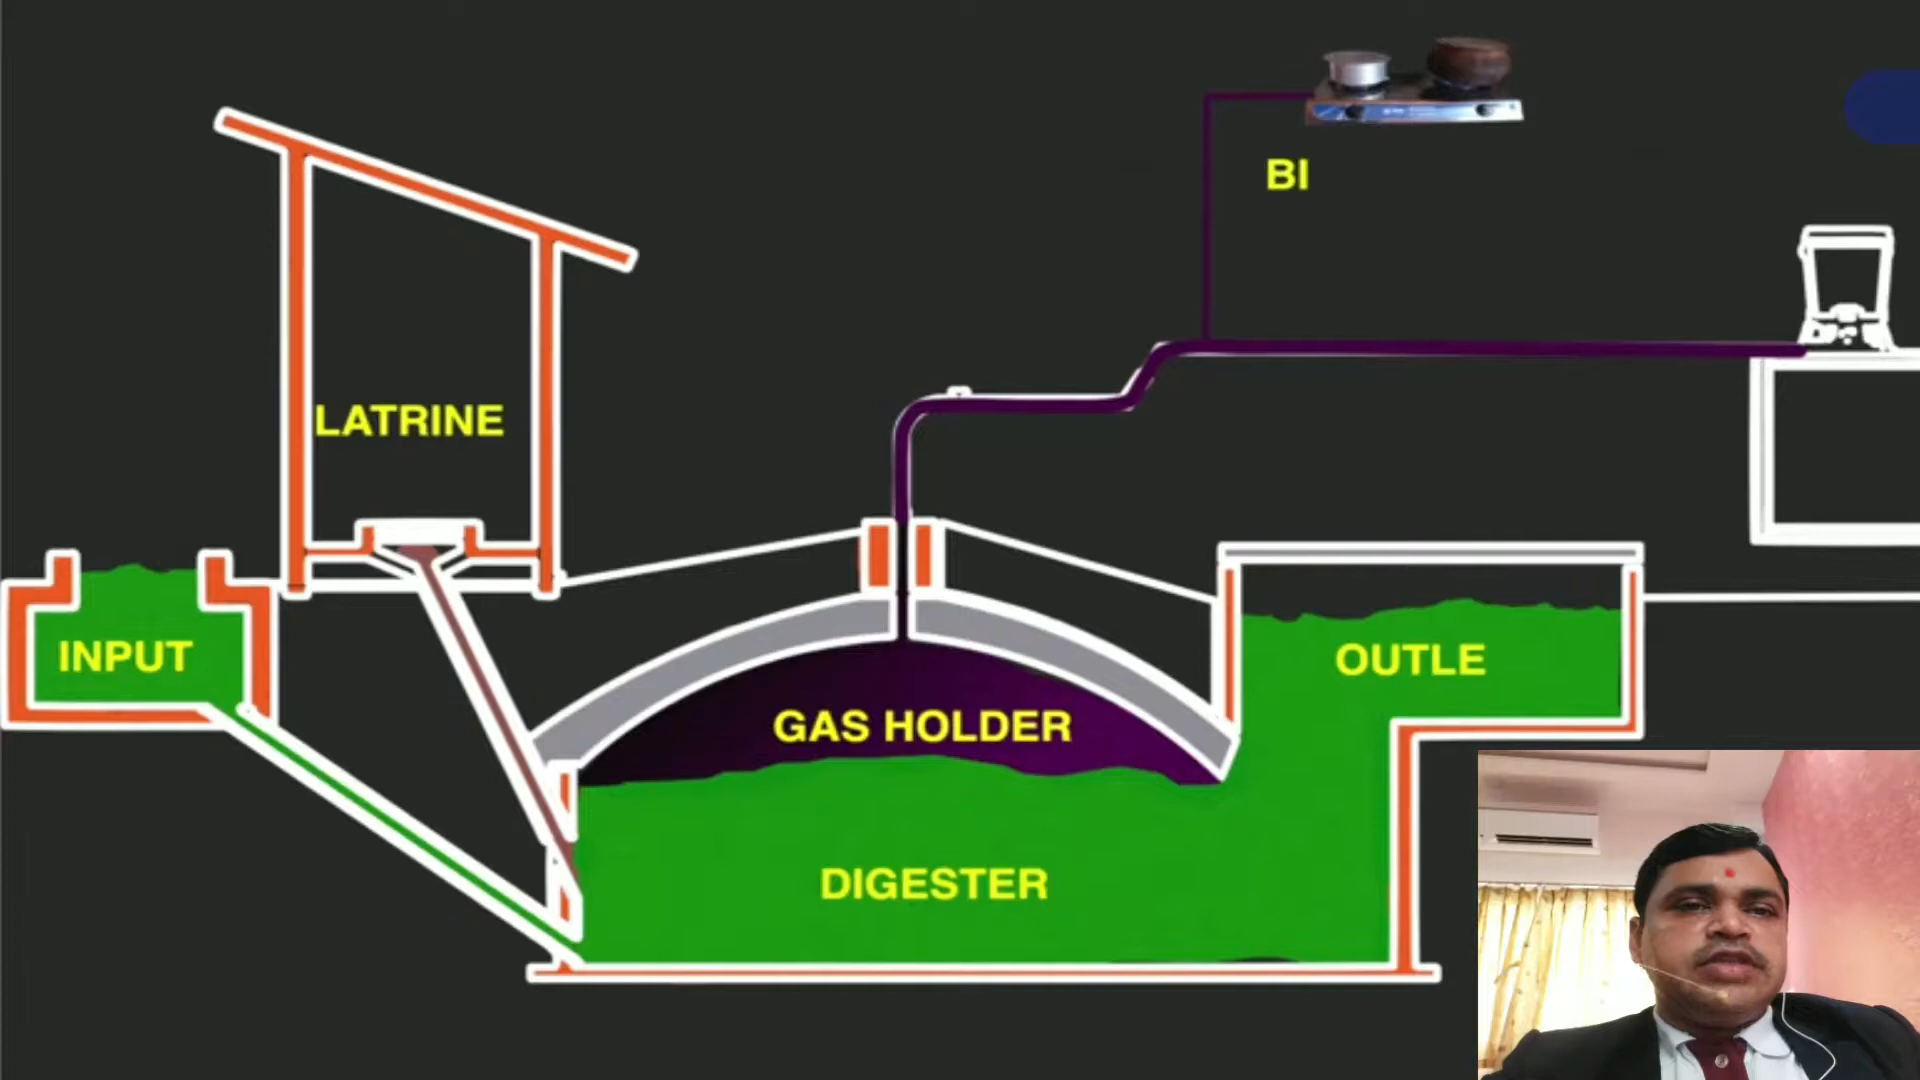 BI
LATRINE
INPUT
OUTLE
GAS HOLDER
DIGESTER